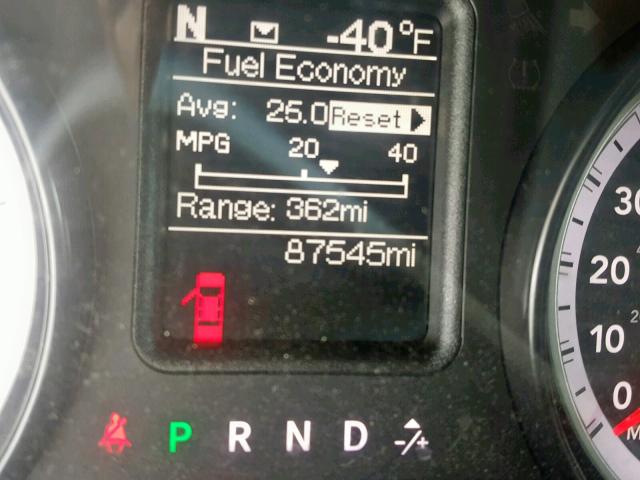 N -40°F
Fuel Economy
Avg: 25.0 Reset
MPG 20 40
Range: 362mi
87545mi
P R N D -/+
30
20
10
0